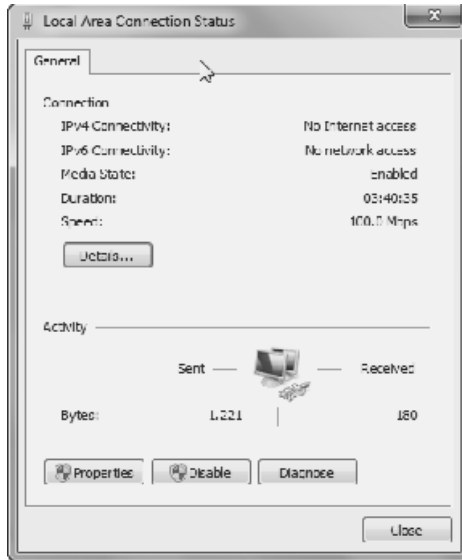 Local Area Connection Status
General
Connection
IPv4 Connectivity: No Internet access
IPv6 Connectivity: No network access
Media State: Enabled
Duration: 03:40:35
Speed: 100.0 Mbps
Details...
Activity
Sent Received
Bytes: 1,221 180
Properties Disable Diagnose
Close